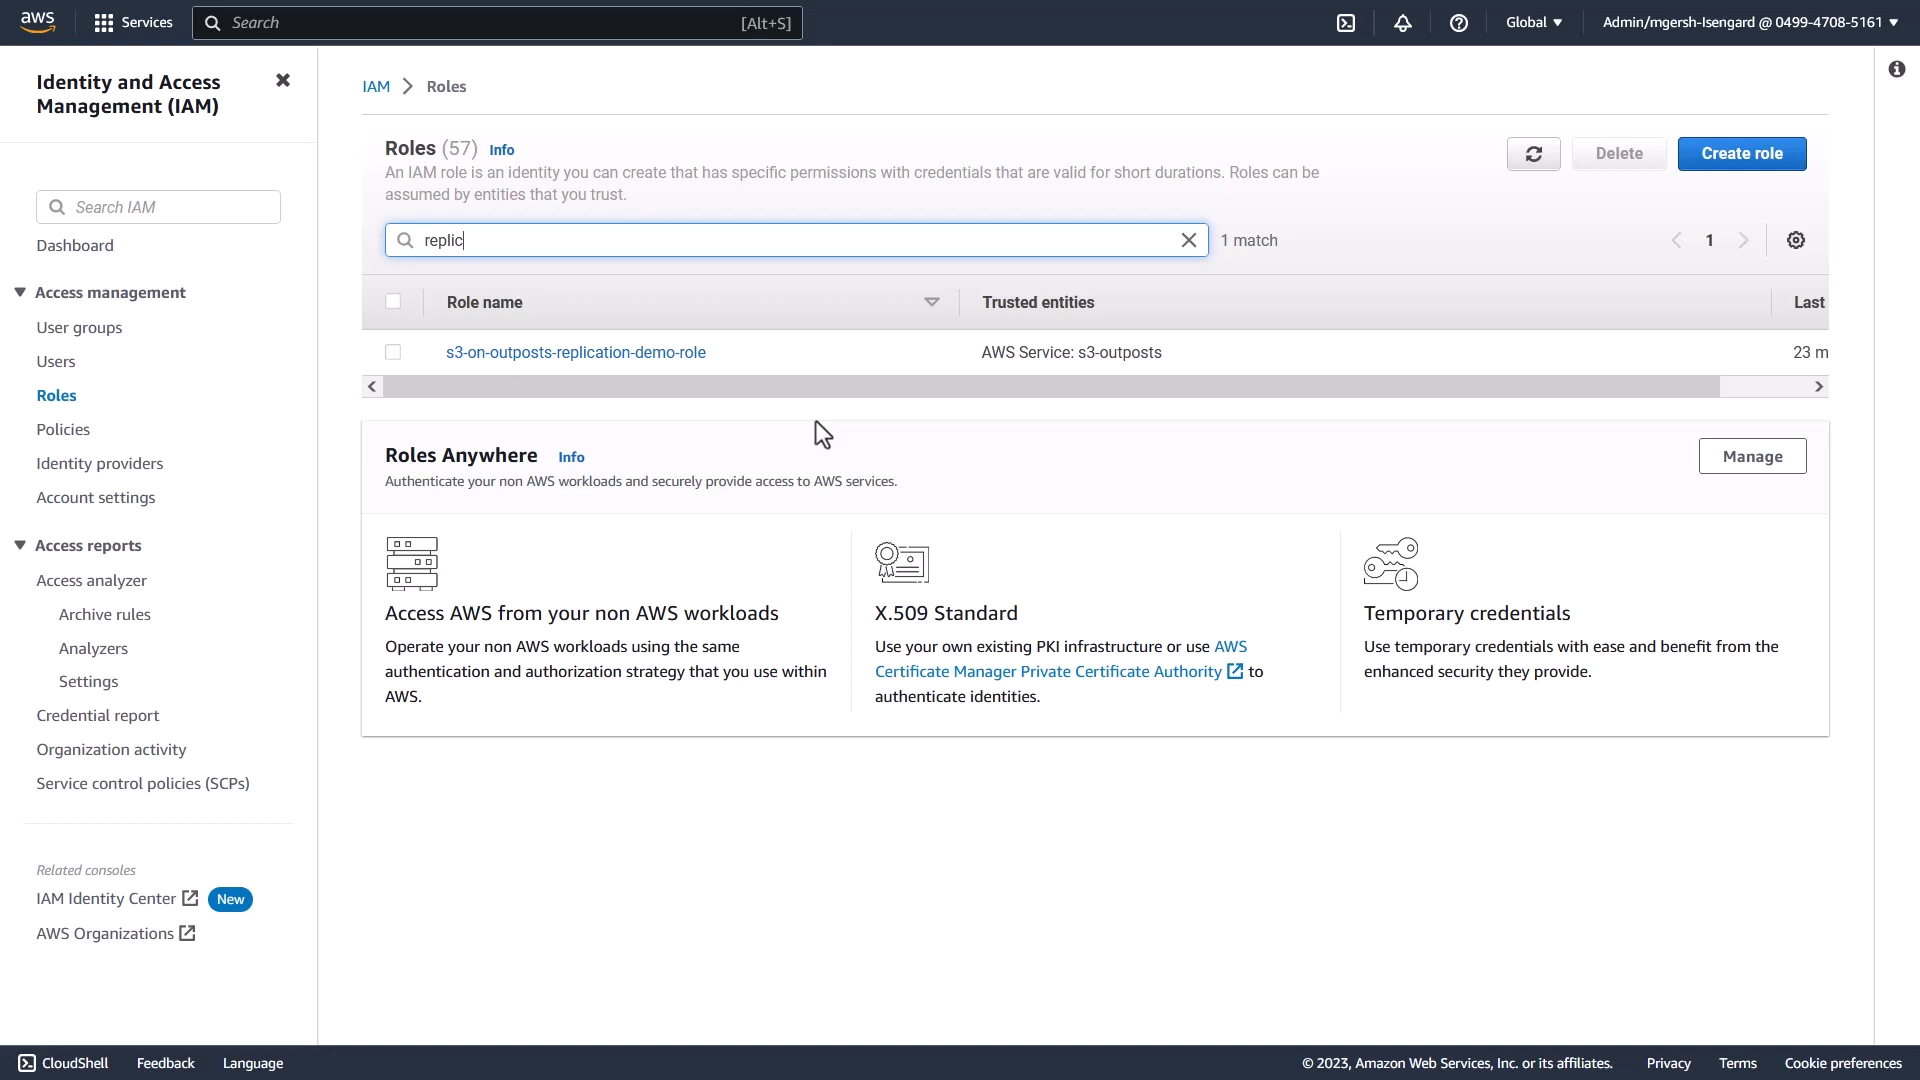 aws
Services
Search
[Alt+S]
Global
Admin/mgersh-Isengard @ 0499-4708-5161
Identity and Access
Management (IAM)
Search IAM
Dashboard
Access management
User groups
Users
Roles
Policies
Identity providers
Account settings
Access reports
Access analyzer
Archive rules
Analyzers
Settings
Credential report
Organization activity
Service control policies (SCPs)
Related consoles
IAM Identity Center New
AWS Organizations
IAM > Roles
Roles (57) Info
An IAM role is an identity you can create that has specific permissions with credentials that are valid for short durations. Roles can be
assumed by entities that you trust.
Delete
Create role
replic
1 match
1
Role name
Trusted entities
Last
s3-on-outposts-replication-demo-role
AWS Service: s3-outposts
23 m
Roles Anywhere Info
Authenticate your non AWS workloads and securely provide access to AWS services.
Manage
Access AWS from your non AWS workloads
Operate your non AWS workloads using the same
authentication and authorization strategy that you use within
AWS.
X.509 Standard
Use your own existing PKI infrastructure or use AWS
Certificate Manager Private Certificate Authority to
authenticate identities.
Temporary credentials
Use temporary credentials with ease and benefit from the
enhanced security they provide.
CloudShell
Feedback
Language
© 2023, Amazon Web Services, Inc. or its affiliates.
Privacy
Terms
Cookie preferences